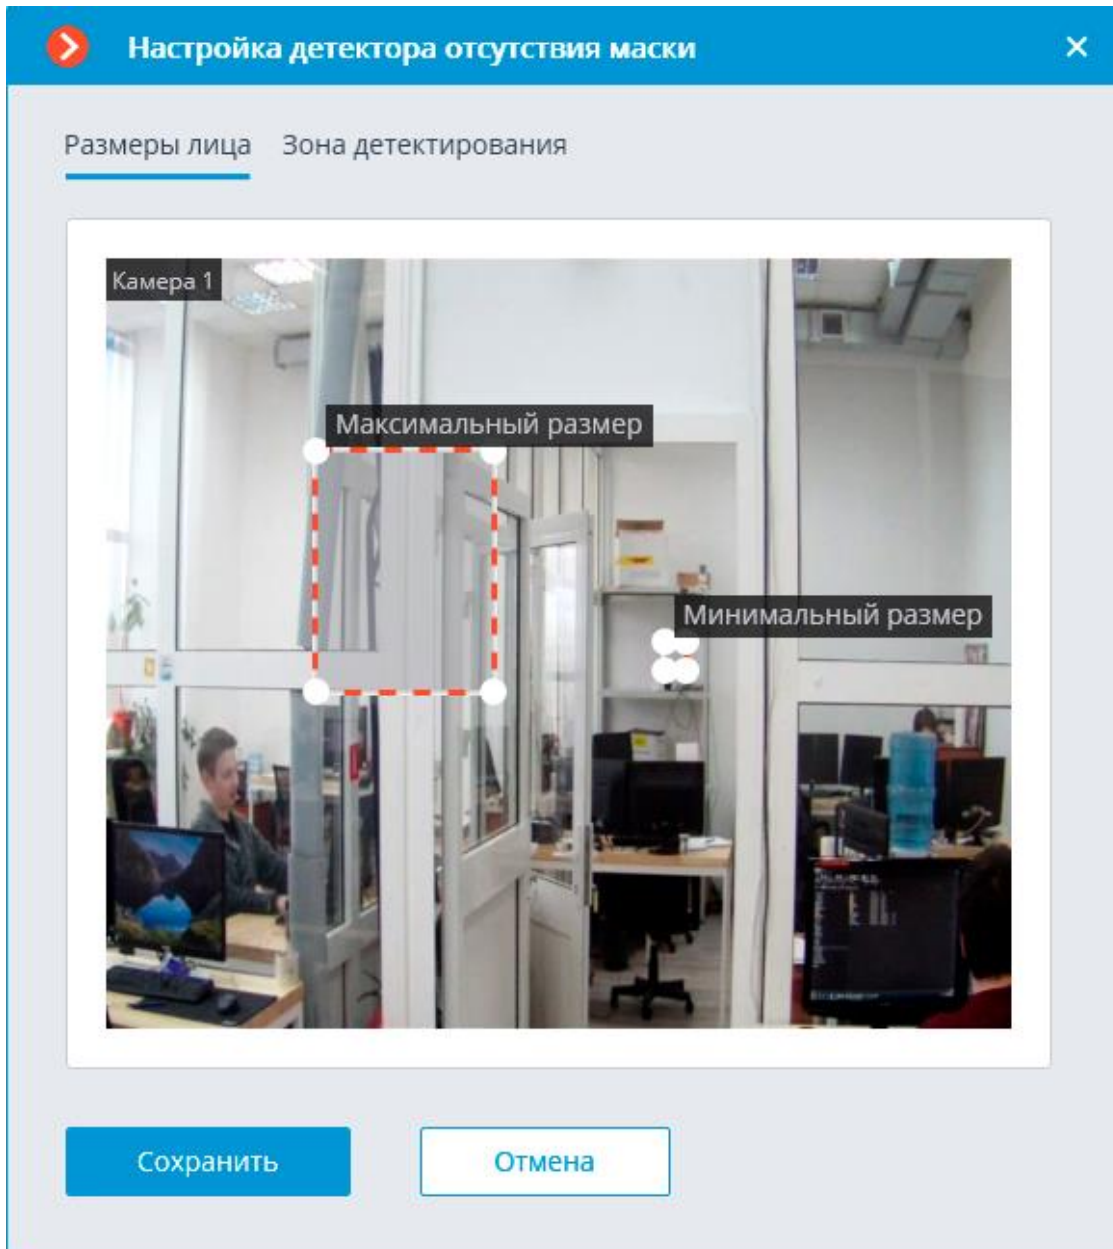 Настройка детектора отсутствия маски
Размеры лица
Зона детектирования
Камера 1
Максимальный размер
Минимальный размер
Сохранить
Отмена